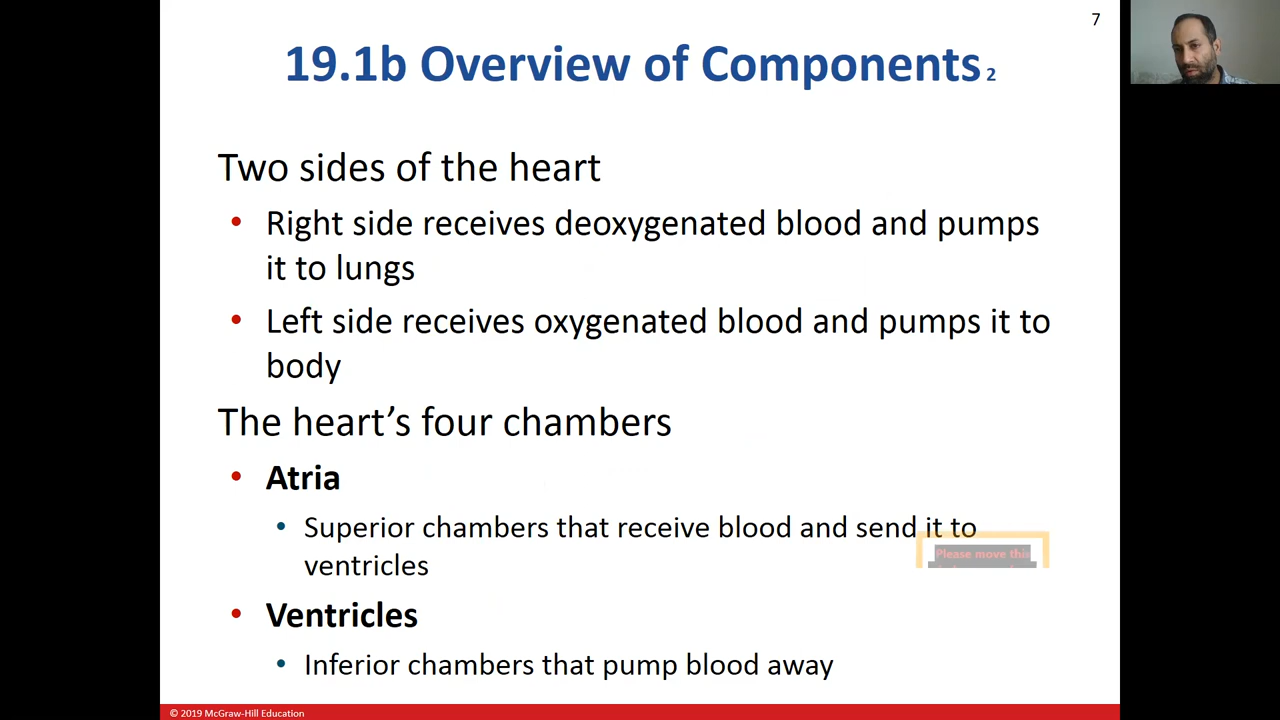 7
19.1b Overview of Components 2
Two sides of the heart
• Right side receives deoxygenated blood and pumps
it to lungs
• Left side receives oxygenated blood and pumps it to
body
The heart's four chambers
• Atria
• Superior chambers that receive blood and send it to
ventricles
Please move this
• Ventricles
• Inferior chambers that pump blood away
© 2019 McGraw-Hill Education